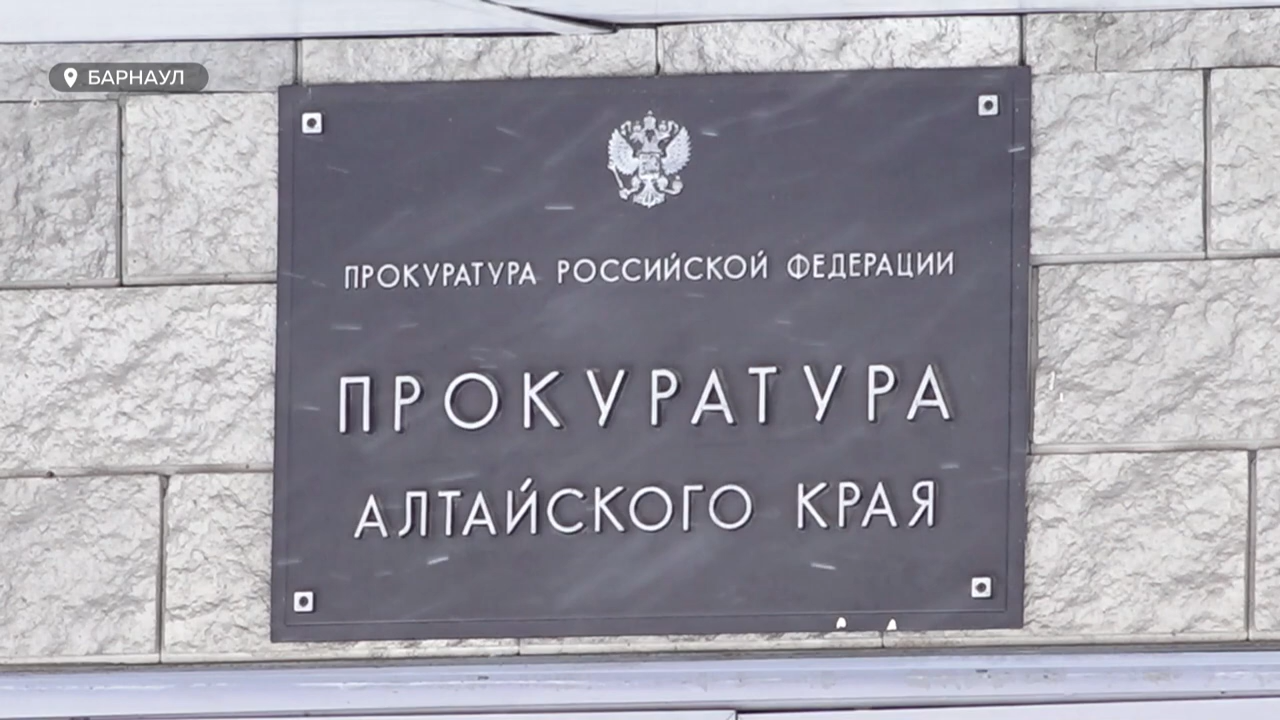 БАРНАУЛ
ПРОКУРАТУРА РОССИЙСКОЙ ФЕДЕРАЦИИ
ПРОКУРАТУРА
АЛТАЙСКОГО КРАЯ